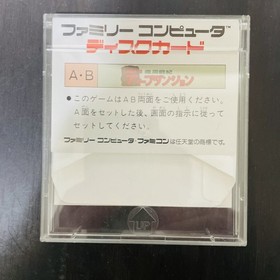 ファミリーコンピュータ™
ディスクカード
A・B
●このゲームはAB両面をご使用ください。
A面をセットした後、画面の指示に従って
セットしてください。
ファミリーコンピュータ・ファミコンは任天堂の商標です。